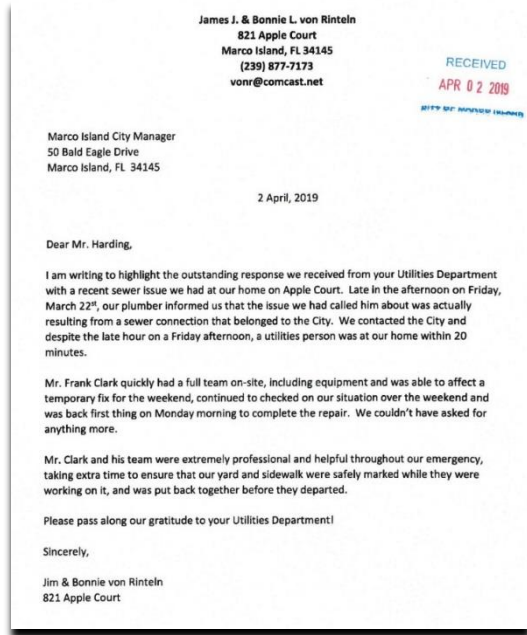 James J. & Bonnie L. von Rinteln
821 Apple Court
Marco Island, FL 34145
(239) 877-7173
vonr@comcast.net
RECEIVED
APR 02 2019
CITY OF MARCO ISLAND
Marco Island City Manager
50 Bald Eagle Drive
Marco Island, FL 34145
2 April, 2019
Dear Mr. Harding,
I am writing to highlight the outstanding response we received from your Utilities Department
with a recent sewer issue we had at our home on Apple Court. Late in the afternoon on Friday,
March 22st, our plumber informed us that the issue we had called him about was actually
resulting from a sewer connection that belonged to the City. We contacted the City and
despite the late hour on a Friday afternoon, a utilities person was at our home within 20
minutes.
Mr. Frank Clark quickly had a full team on-site, including equipment and was able to affect a
temporary fix for the weekend, continued to checked on our situation over the weekend and
was back first thing on Monday morning to complete the repair. We couldn't have asked for
anything more.
Mr. Clark and his team were extremely professional and helpful throughout our emergency,
taking extra time to ensure that our yard and sidewalk were safely marked while they were
working on it, and was put back together before they departed.
Please pass along our gratitude to your Utilities Department!
Sincerely,
Jim & Bonnie von Rinteln
821 Apple Court